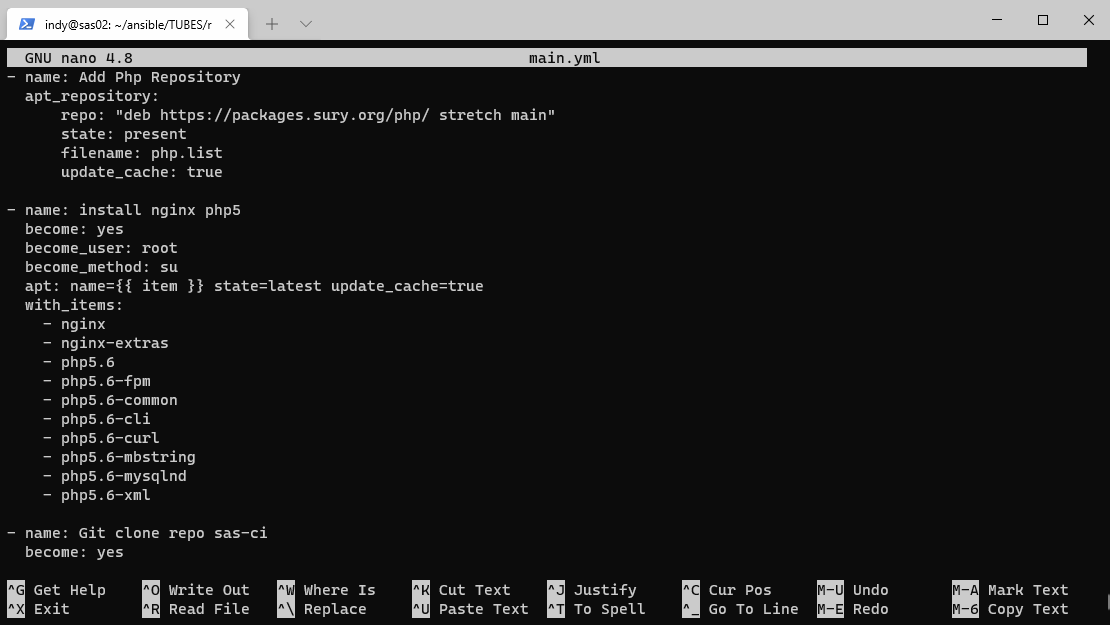 indy@sas02: ~/ansible/TUBES/r
GNU nano 4.8 main.yml
- name: Add Php Repository
  apt_repository:
      repo: "deb https://packages.sury.org/php/ stretch main"
      state: present
      filename: php.list
      update_cache: true
- name: install nginx php5
  become: yes
  become_user: root
  become_method: su
  apt: name={{ item }} state=latest update_cache=true
  with_items:
    - nginx
    - nginx-extras
    - php5.6
    - php5.6-fpm
    - php5.6-common
    - php5.6-cli
    - php5.6-curl
    - php5.6-mbstring
    - php5.6-mysqlnd
    - php5.6-xml
- name: Git clone repo sas-ci
  become: yes
^G Get Help ^O Write Out ^W Where Is ^K Cut Text ^J Justify ^C Cur Pos M-U Undo M-A Mark Text
^X Exit ^R Read File ^\ Replace ^U Paste Text ^T To Spell ^_ Go To Line M-E Redo M-6 Copy Text